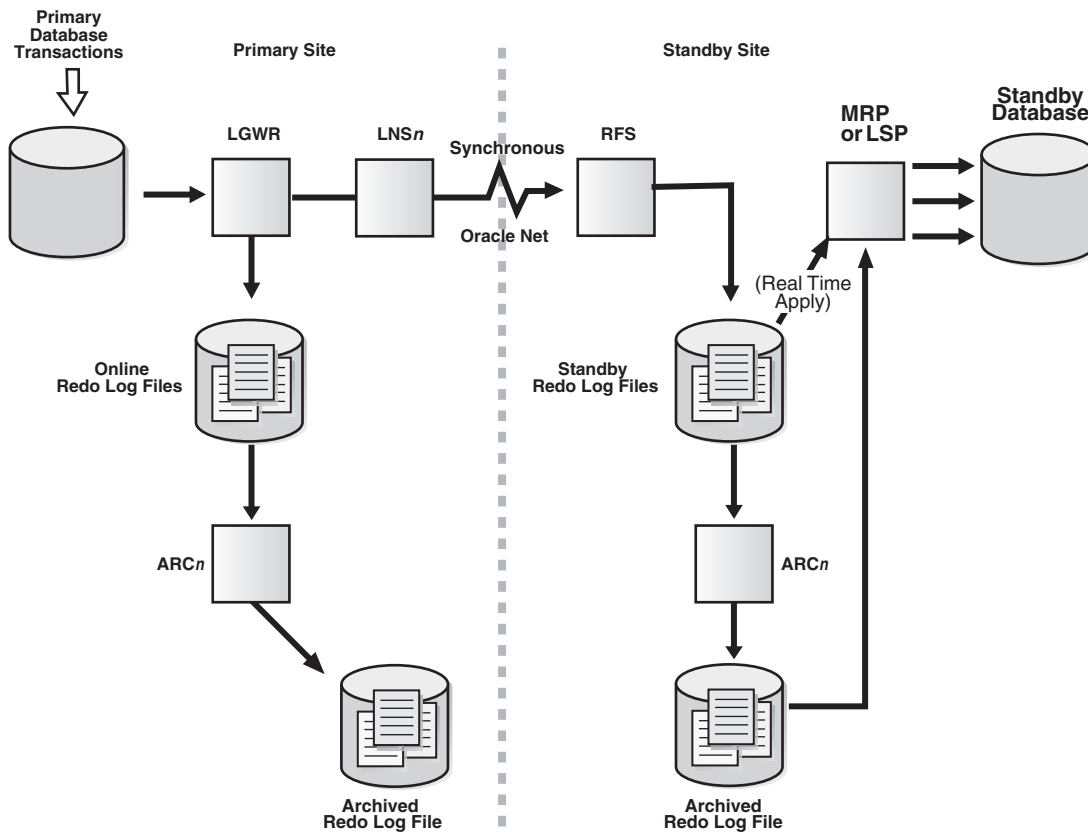 Primary
Database
Transactions
Primary Site
Standby Site
LGWR
LNSn
Synchronous
Oracle Net
RFS
MRP
or LSP
Standby
Database
(Real Time
Apply)
Online
Redo Log Files
Standby
Redo Log Files
ARCn
ARCn
Archived
Redo Log File
Archived
Redo Log File